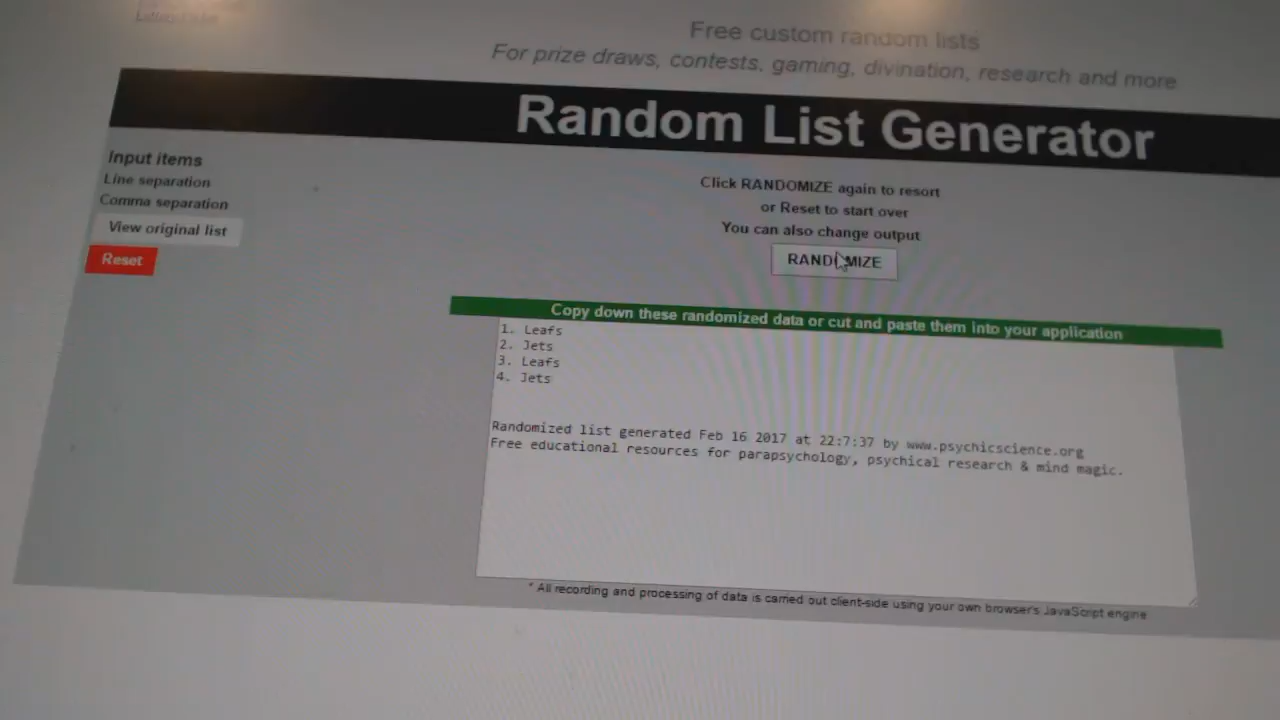 Free custom random lists
For prize draws, contests, gaming, divination, research and more
Random List Generator
Input items
Line separation
Comma separation
View original list
Reset
Click RANDOMIZE again to resort
or Reset to start over
You can also change output
RANDOMIZE
Copy down these randomized data or cut and paste them into your application
1. Leafs
2. Jets
3. Leafs
4. Jets
Randomized list generated Feb 16 2017 at 22:7:37 by www.psychicscience.org
Free educational resources for parapsychology, psychical research & mind magic.
* All recording and processing of data is carried out client-side using your own browser's JavaScript engine